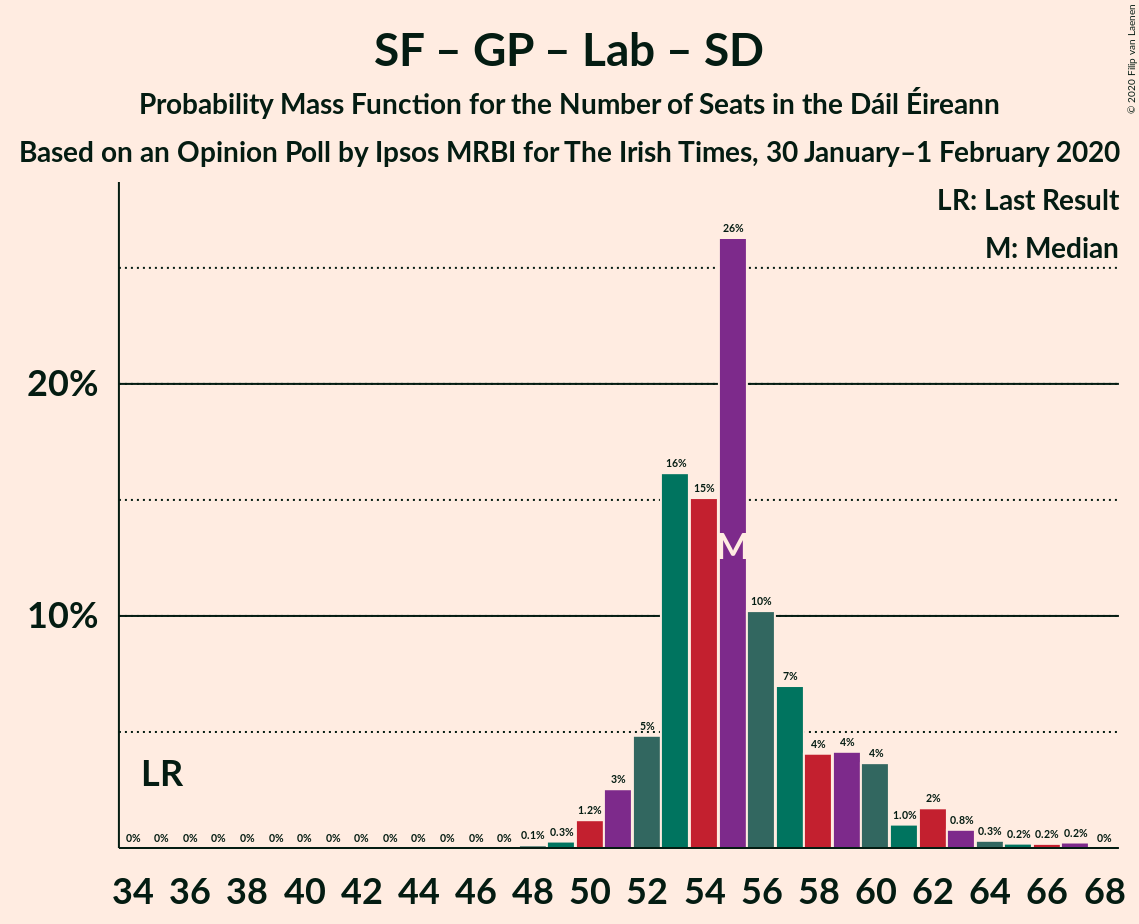 SF – GP – Lab – SD
Probability Mass Function for the Number of Seats in the Dáil Éireann
Based on an Opinion Poll by Ipsos MRBI for The Irish Times, 30 January–1 February 2020
© 2020 Filip van Laenen
LR: Last Result
M: Median
26%
20%
16%
15%
M
10%
10%
7%
5%
4%
4%
4%
LR
3%
2%
1.2%
1.0%
0.8%
0% 0% 0% 0% 0% 0% 0% 0% 0% 0% 0% 0% 0% 0% 0.1% 0.3% 0.3% 0.2% 0.2% 0.2% 0%
34 36 38 40 42 44 46 48 50 52 54 56 58 60 62 64 66 68